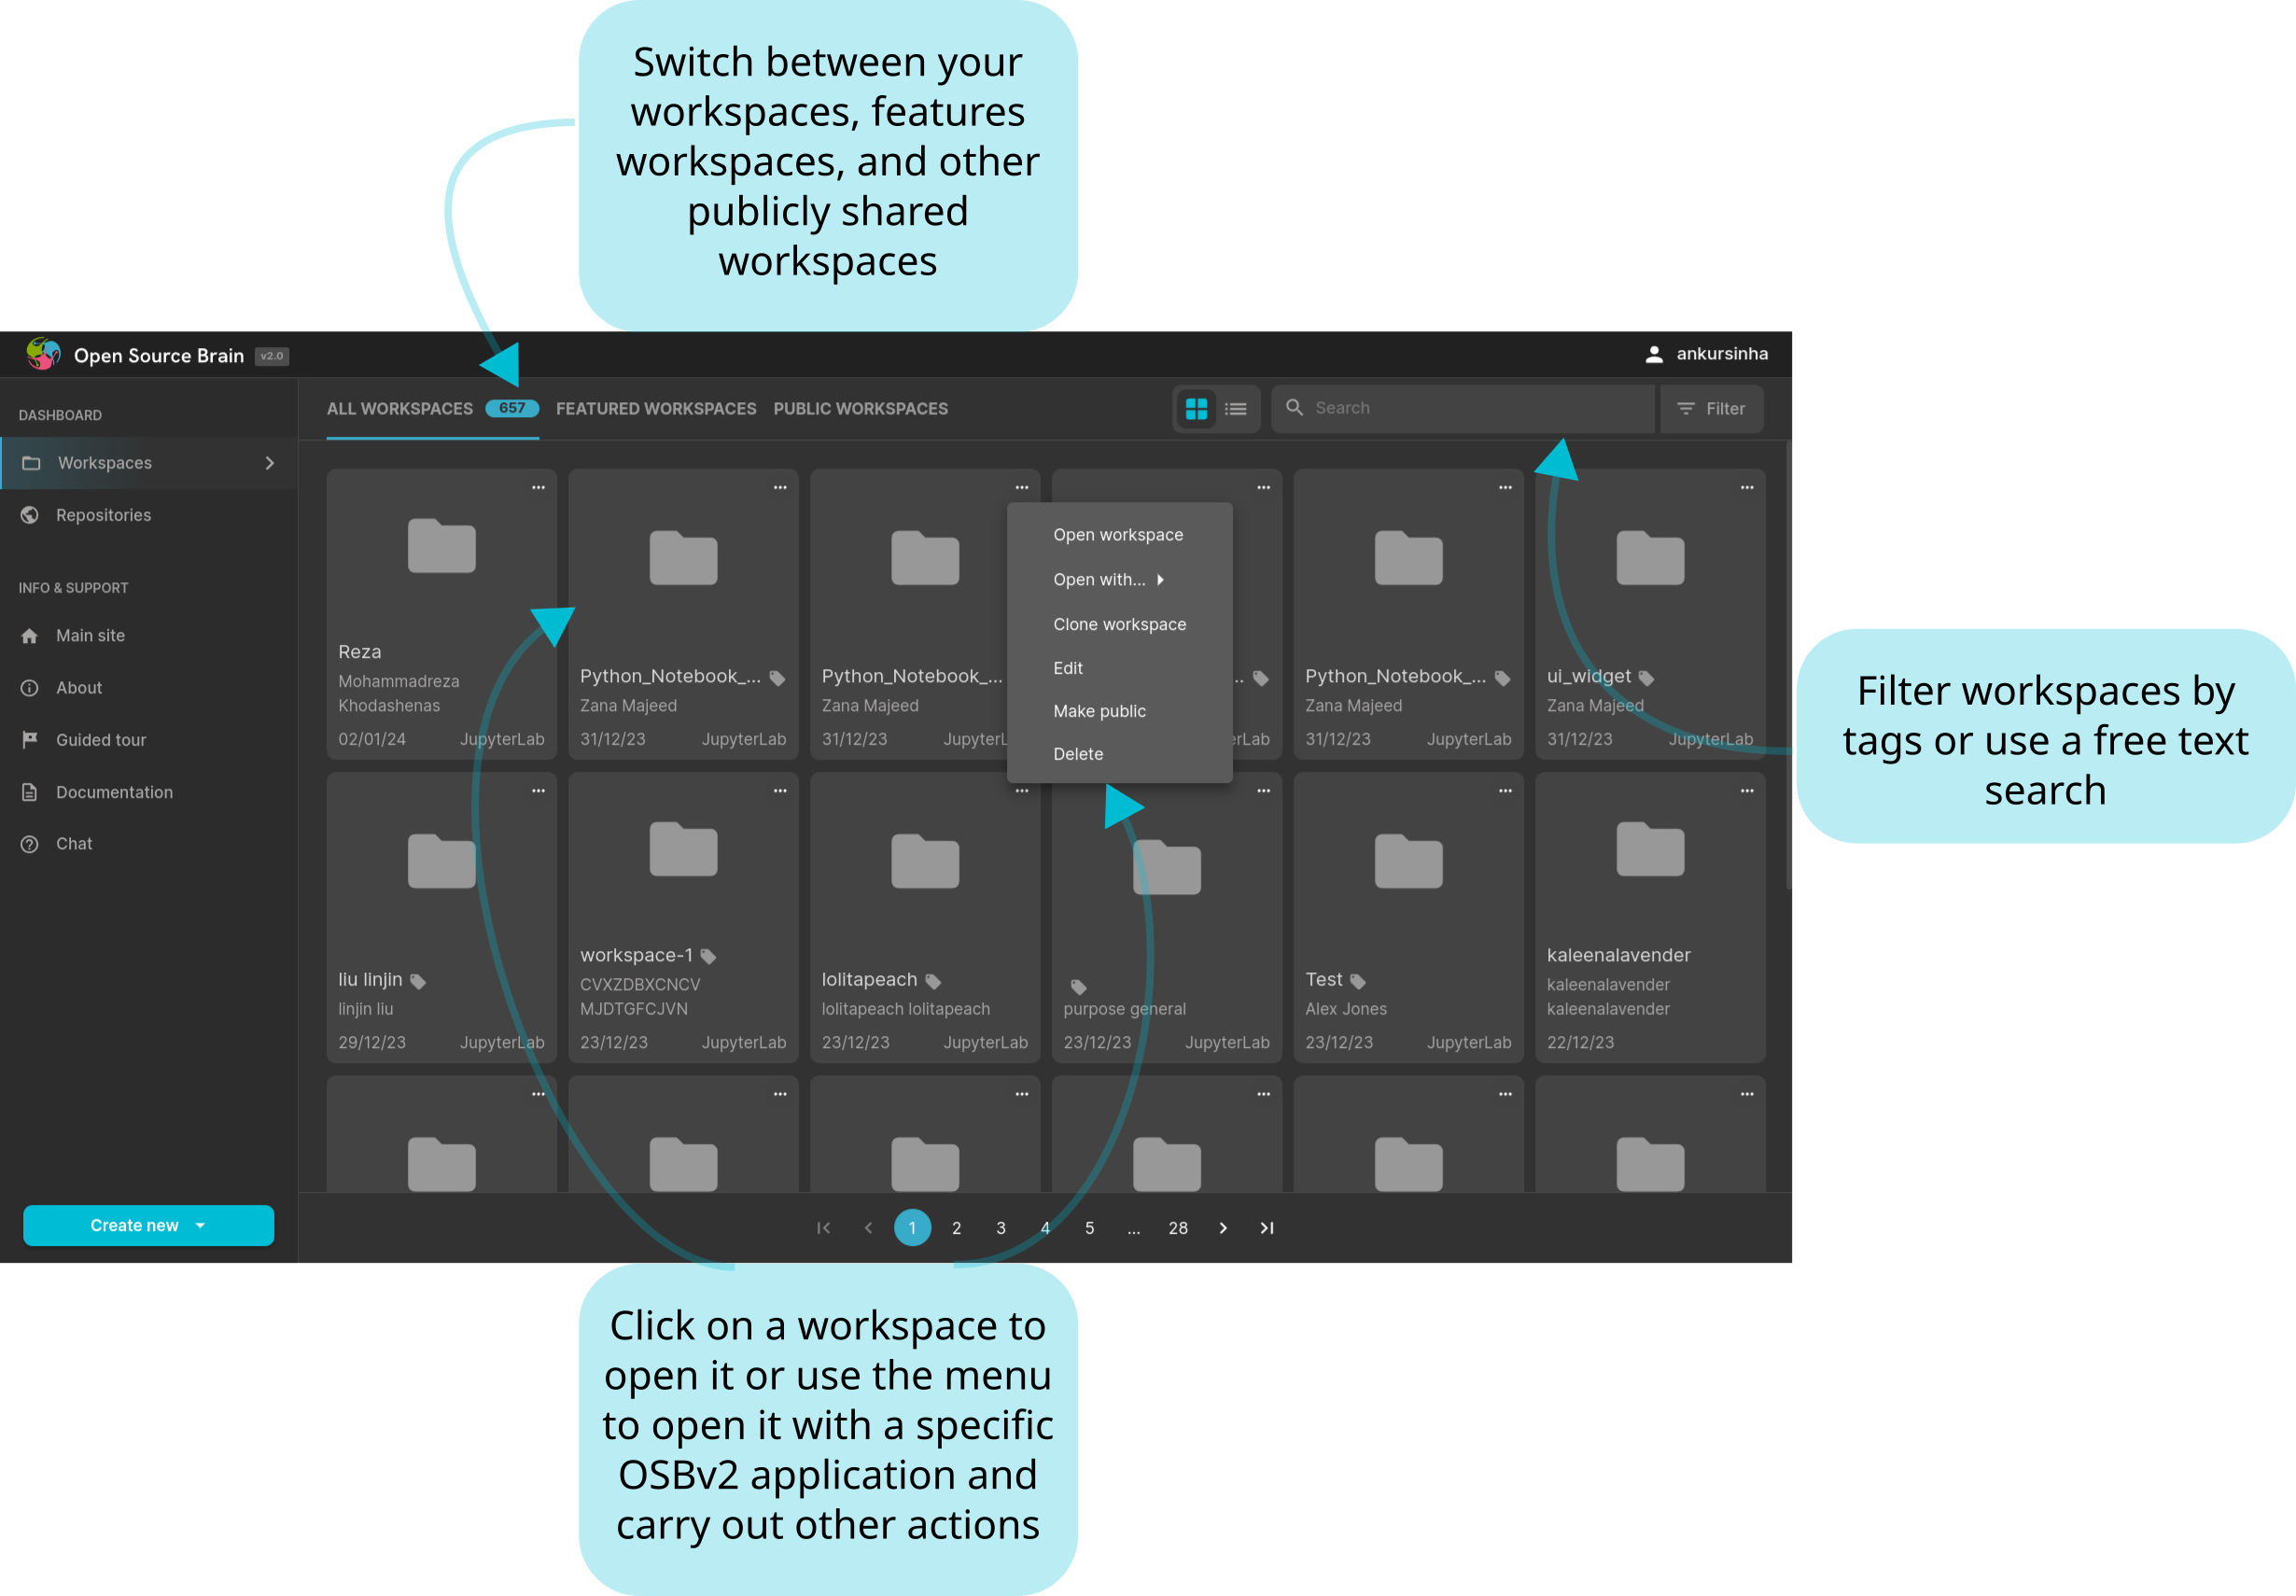 Switch between your
workspaces, features
workspaces, and other
publicly shared
workspaces
Open Source Brain v2.0
ankursinha
DASHBOARD
Workspaces
Repositories
INFO & SUPPORT
Main site
About
Guided tour
Documentation
Chat
Create new
ALL WORKSPACES 657 FEATURED WORKSPACES PUBLIC WORKSPACES
Search
Filter
Reza
Mohammadreza
Khodashenas
02/01/24 JupyterLab
Python_Notebook_...
Zana Majeed
31/12/23 JupyterLab
Python_Notebook_...
Zana Majeed
31/12/23 JupyterL
Open workspace
Open with...
Clone workspace
Edit
Make public
Delete
..
rLab
Python_Notebook_...
Zana Majeed
31/12/23 JupyterLab
ui_widget
Zana Majeed
31/12/23 JupyterLab
liu linjin
linjin liu
29/12/23 JupyterLab
workspace-1
CVXZDBXCNCV
MJDTGFCJVN
23/12/23 JupyterLab
lolitapeach
lolitapeach lolitapeach
23/12/23 JupyterLab
purpose general
23/12/23 JupyterLab
Test
Alex Jones
23/12/23 JupyterLab
kaleenalavender
kaleenalavender
kaleenalavender
22/12/23
1 2 3 4 5 ... 28
Filter workspaces by
tags or use a free text
search
Click on a workspace to
open it or use the menu
to open it with a specific
OSBv2 application and
carry out other actions